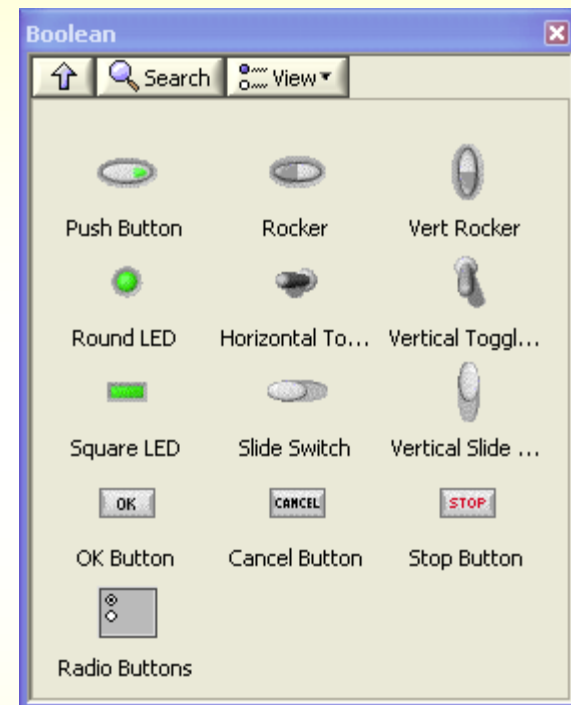 Boolean
Search View
Push Button Rocker Vert Rocker
Round LED Horizontal To... Vertical Toggl...
Square LED Slide Switch Vertical Slide ...
OK CANCEL STOP
OK Button Cancel Button Stop Button
Radio Buttons